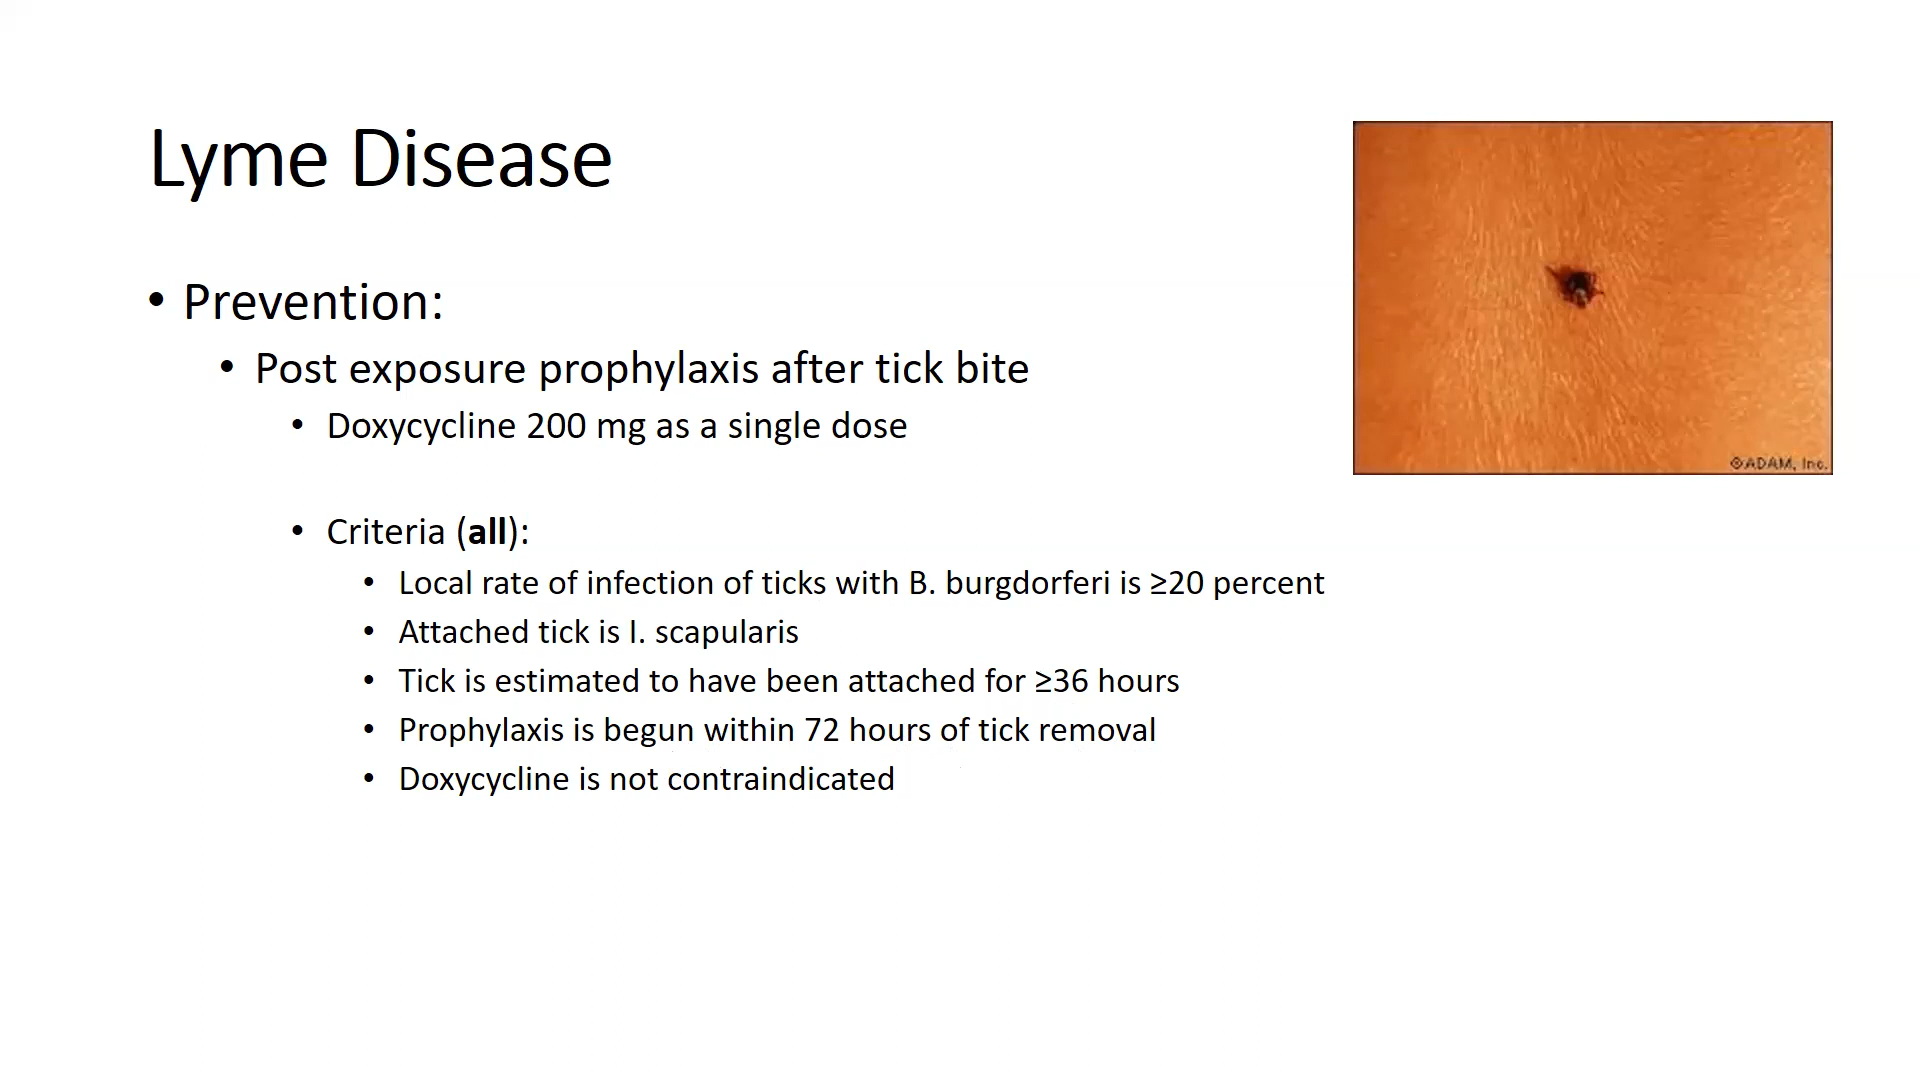 Lyme Disease
• Prevention:
• Post exposure prophylaxis after tick bite
• Doxycycline 200 mg as a single dose
• Criteria (all):
• Local rate of infection of ticks with B. burgdorferi is ≥20 percent
• Attached tick is I. scapularis
• Tick is estimated to have been attached for ≥36 hours
• Prophylaxis is begun within 72 hours of tick removal
• Doxycycline is not contraindicated
©ADAM, Inc.